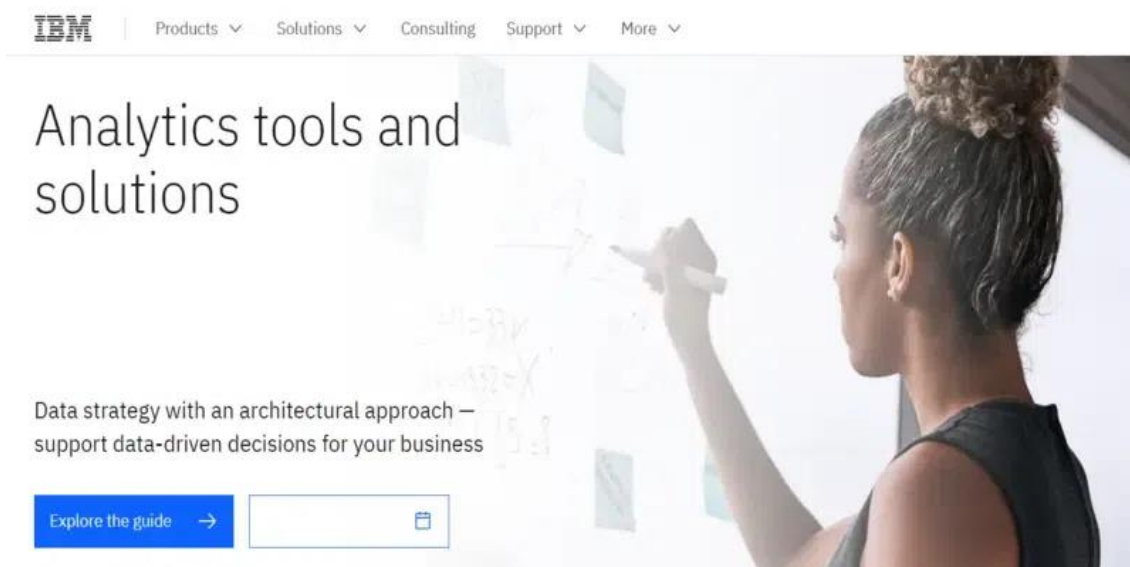 IBM
Products
Solutions
Consulting
Support
More
Analytics tools and
solutions
Data strategy with an architectural approach —
support data-driven decisions for your business
Explore the guide →